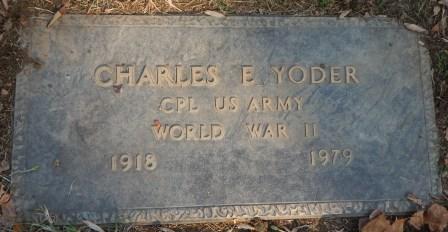 CHARLES E YODER
CPL US ARMY
WORLD WAR II
1918 1979